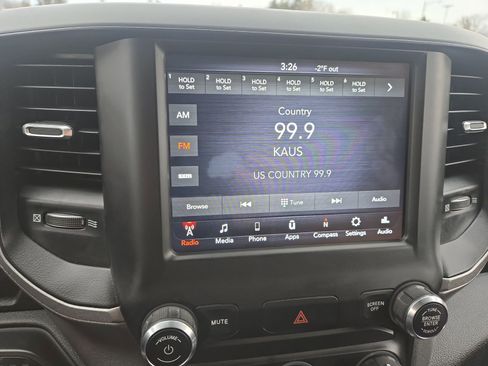 3:26 -2°F out
1 HOLD to Set 2 HOLD to Set 3 HOLD to Set 4 HOLD to Set 5 HOLD to Set 6 HOLD to Set
AM
Country
99.9
FM
KAUS
US COUNTRY 99.9
Browse Tune Audio
N
Radio Media Phone Apps Compass Settings Audio
VOLUME
MUTE
SCREEN OFF
TUNE
BROWSE
ENTER
SCROLL